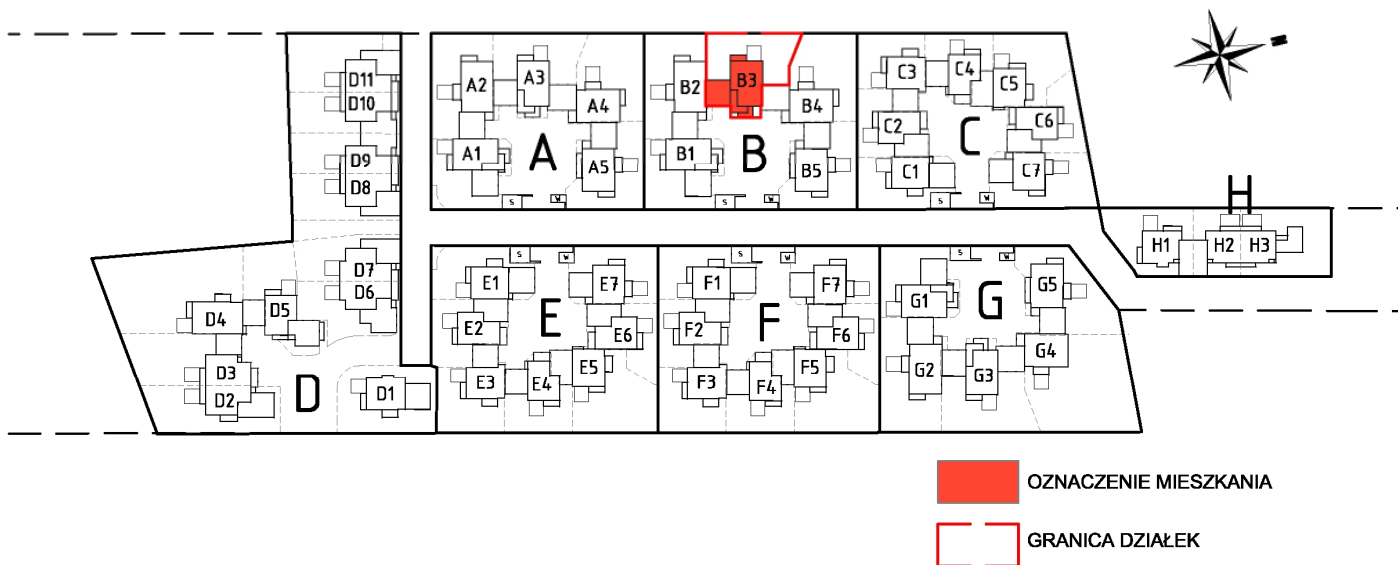 N
D11
D10
D9
D8
D7
D6
D5
D4
D3
D2
D1
D
A2
A3
A4
A1
A
A5
S
W
B2
B3
B4
B1
B
B5
S
W
C3
C4
C5
C2
C6
C
C1
C7
S
W
H
H1
H2
H3
S
W
E1
E7
E
E2
E6
E5
E3
E4
S
W
F1
F7
F
F2
F6
F5
F3
F4
S
W
G1
G5
G
G4
G2
G3
OZNACZENIE MIESZKANIA
GRANICA DZIAŁEK